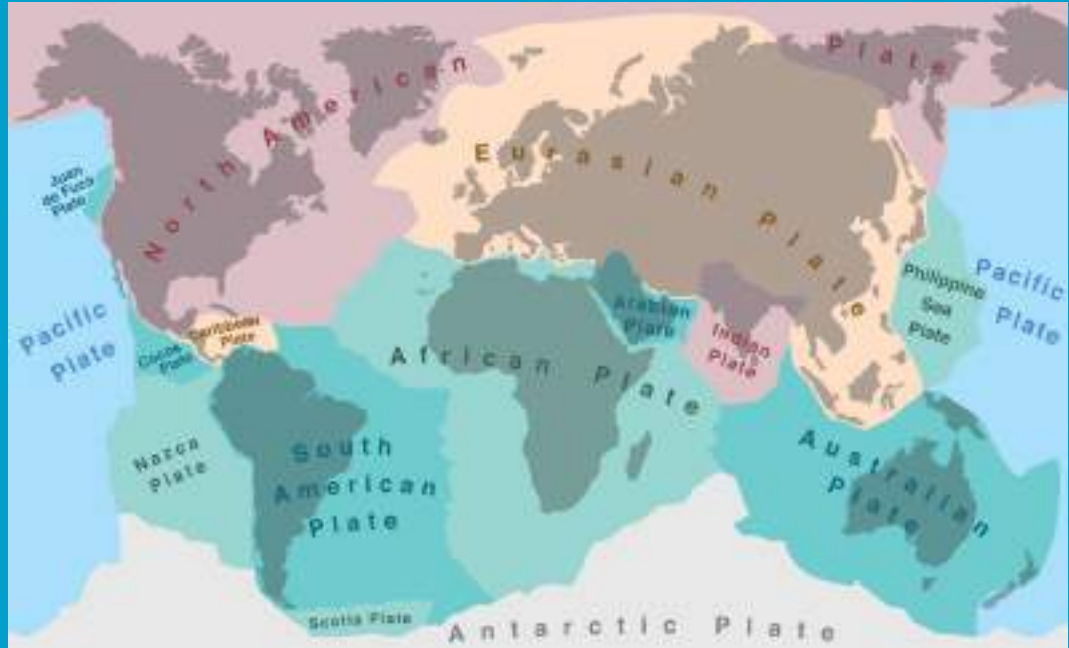 North American Plate
Eurasian Plate
Juan
de Fuca
Plate
Pacific
Plate
Philippine
Sea
Plate
Pacific
Plate
Caribbean
Plate
Cocos
Plate
Arabian
Plate
Indian
Plate
African Plate
Nazca
Plate
South
American
Plate
Australian
Plate
Scotia Plate
Antarctic Plate